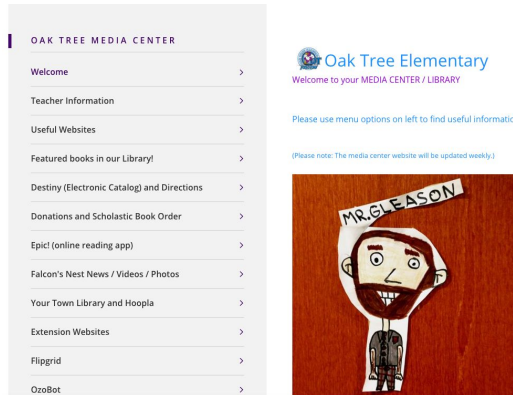 OAK TREE MEDIA CENTER
Welcome
Teacher Information
Useful Websites
Featured books in our Library!
Destiny (Electronic Catalog) and Directions
Donations and Scholastic Book Order
Epic! (online reading app)
Falcon's Nest News / Videos / Photos
Your Town Library and Hoopla
Extension Websites
Flipgrid
OzoBot
Oak Tree Elementary
Welcome to your MEDIA CENTER / LIBRARY
Please use menu options on left to find useful informatio
(Please note: The media center website will be updated weekly.)
MR.GLEASON